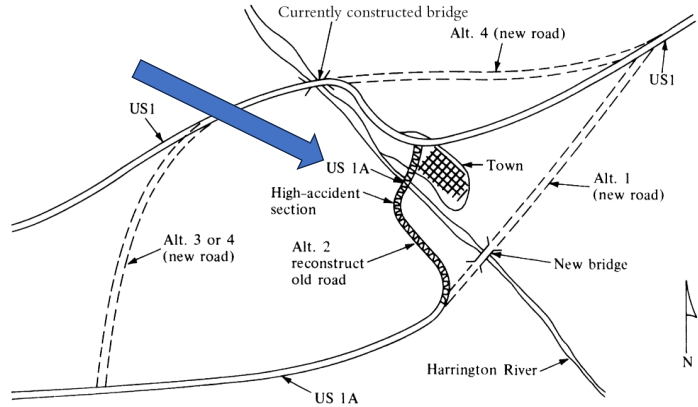 Currently constructed bridge
Alt. 4 (new road)
US1
US1
US 1A
Town
High-accident
section
Alt. 1
(new road)
Alt. 3 or 4
(new road)
Alt. 2
reconstruct
old road
New bridge
N
Harrington River
US 1A